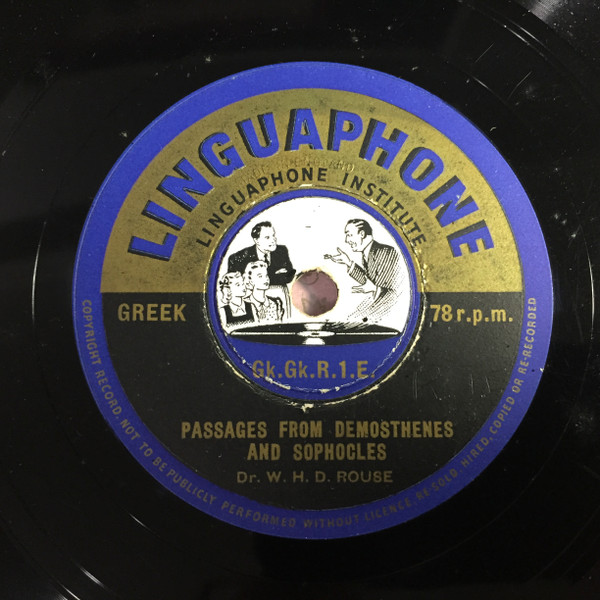 LINGUAPHONE
LINGUAPHONE INSTITUTE
GREEK
78 r.p.m.
Gk.Gk.R.1.E.
PASSAGES FROM DEMOSTHENES
AND SOPHOCLES
Dr. W. H. D. ROUSE
COPYRIGHT RECORD. NOT TO BE PUBLICLY PERFORMED WITHOUT LICENCE, RE-SOLD, HIRED, COPIED OR RE-RECORDED